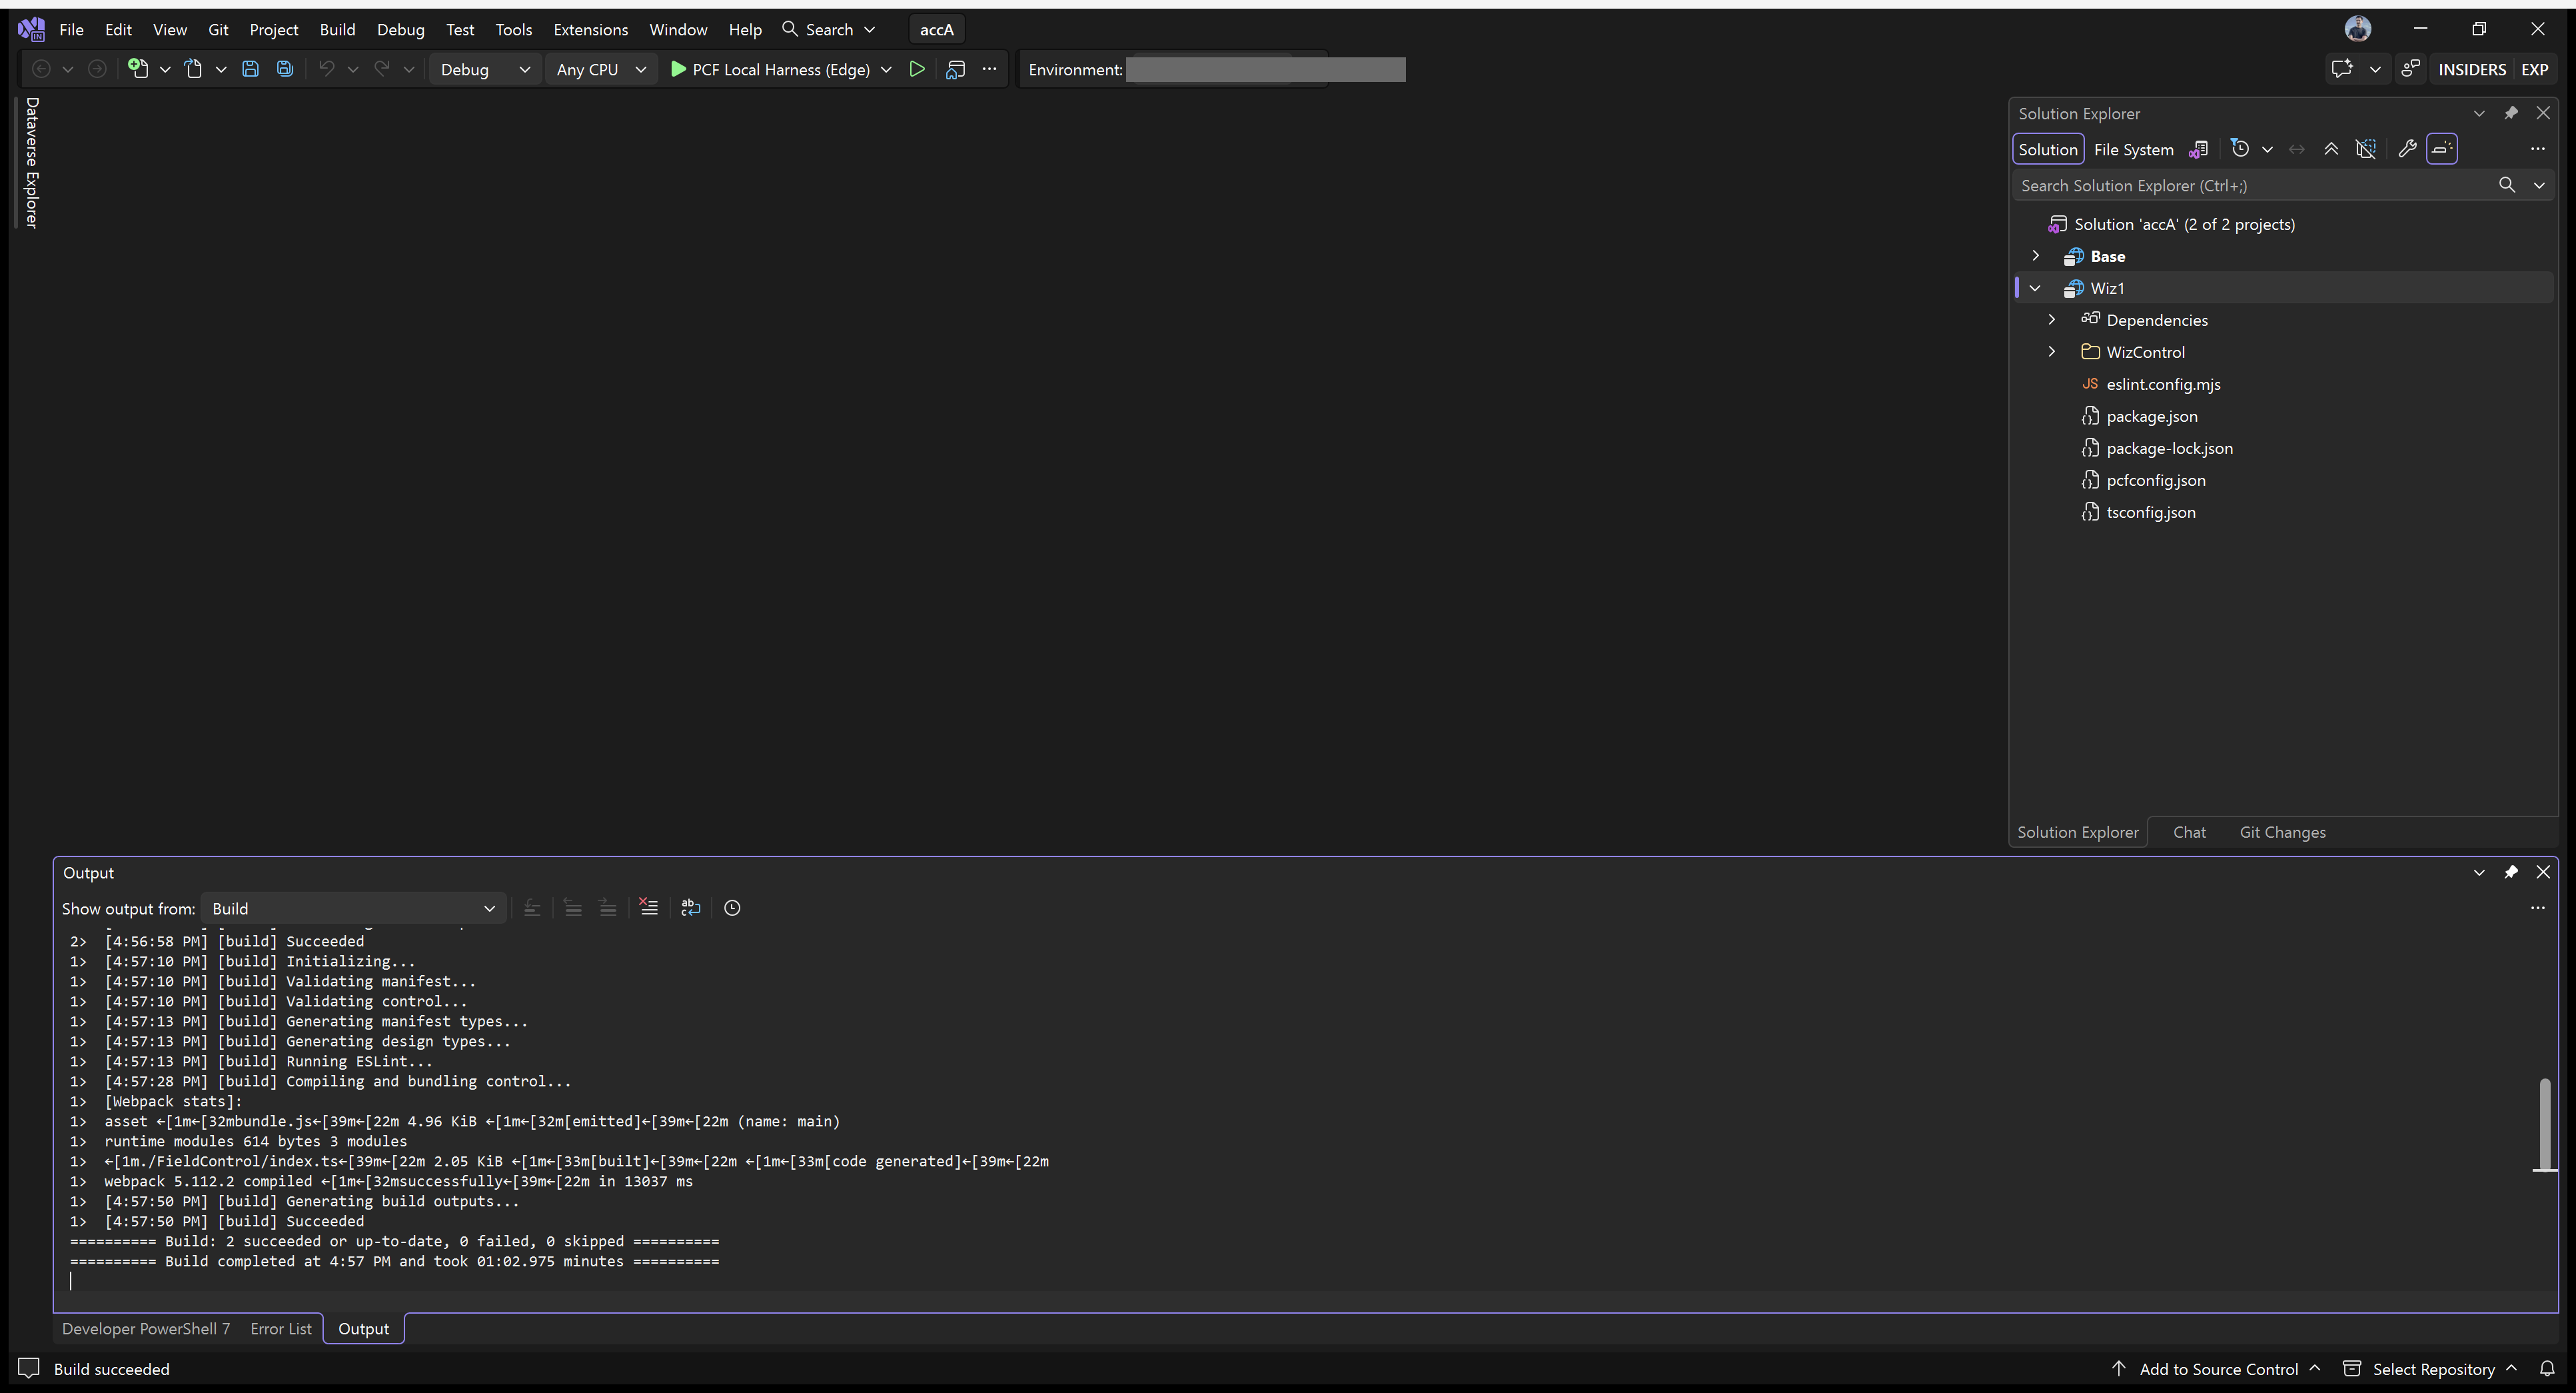 File Edit View Git Project Build Debug Test Tools Extensions Window Help Search accA
Debug Any CPU PCF Local Harness (Edge) Environment: INSIDERS EXP
Dataverse Explorer
Solution Explorer
Solution File System
Search Solution Explorer (Ctrl+;)
Solution 'accA' (2 of 2 projects)
Base
Wiz1
Dependencies
WizControl
JS eslint.config.mjs
package.json
package-lock.json
pcfconfig.json
tsconfig.json
Solution Explorer Chat Git Changes
Output
Show output from: Build
2> [4:56:58 PM] [build] Succeeded
1> [4:57:10 PM] [build] Initializing...
1> [4:57:10 PM] [build] Validating manifest...
1> [4:57:10 PM] [build] Validating control...
1> [4:57:13 PM] [build] Generating manifest types...
1> [4:57:13 PM] [build] Generating design types...
1> [4:57:13 PM] [build] Running ESLint...
1> [4:57:28 PM] [build] Compiling and bundling control...
1> [Webpack stats]:
1> asset ←[1m←[32mbundle.js←[39m←[22m 4.96 KiB ←[1m←[32m[emitted]←[39m←[22m (name: main)
1> runtime modules 614 bytes 3 modules
1> ←[1m./FieldControl/index.ts←[39m←[22m 2.05 KiB ←[1m←[33m[built]←[39m←[22m ←[1m←[33m[code generated]←[39m←[22m
1> webpack 5.112.2 compiled ←[1m←[32msuccessfully←[39m←[22m in 13037 ms
1> [4:57:50 PM] [build] Generating build outputs...
1> [4:57:50 PM] [build] Succeeded
========== Build: 2 succeeded or up-to-date, 0 failed, 0 skipped ==========
========== Build completed at 4:57 PM and took 01:02.975 minutes ==========
Developer PowerShell 7 Error List Output
Build succeeded Add to Source Control Select Repository